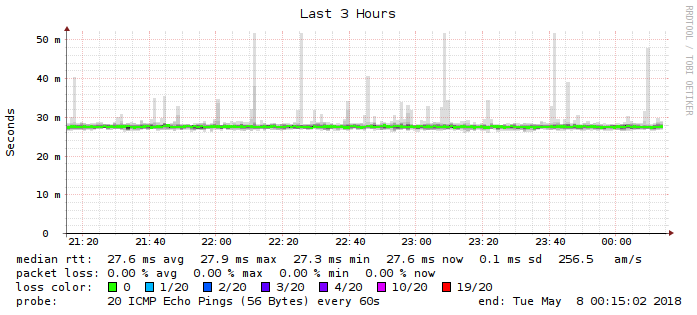 Last 3 Hours
RRDTOOL / TOBI OETIKER
Seconds
50 m
40 m
30 m
20 m
10 m
0
21:20 21:40 22:00 22:20 22:40 23:00 23:20 23:40 00:00
median rtt: 27.6 ms avg 27.9 ms max 27.3 ms min 27.6 ms now 0.1 ms sd 256.5 am/s
packet loss: 0.00 % avg 0.00 % max 0.00 % min 0.00 % now
loss color: 0 1/20 2/20 3/20 4/20 10/20 19/20
probe: 20 ICMP Echo Pings (56 Bytes) every 60s end: Tue May 8 00:15:02 2018